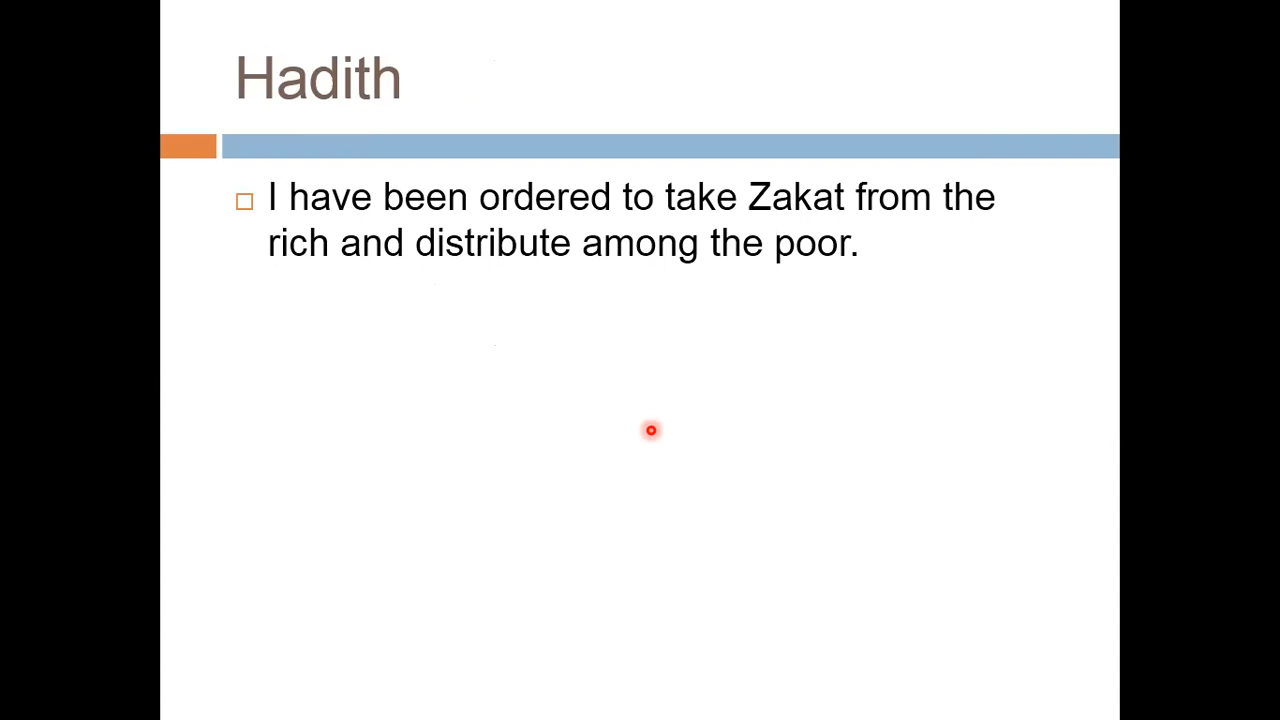 Hadith
I have been ordered to take Zakat from the
rich and distribute among the poor.